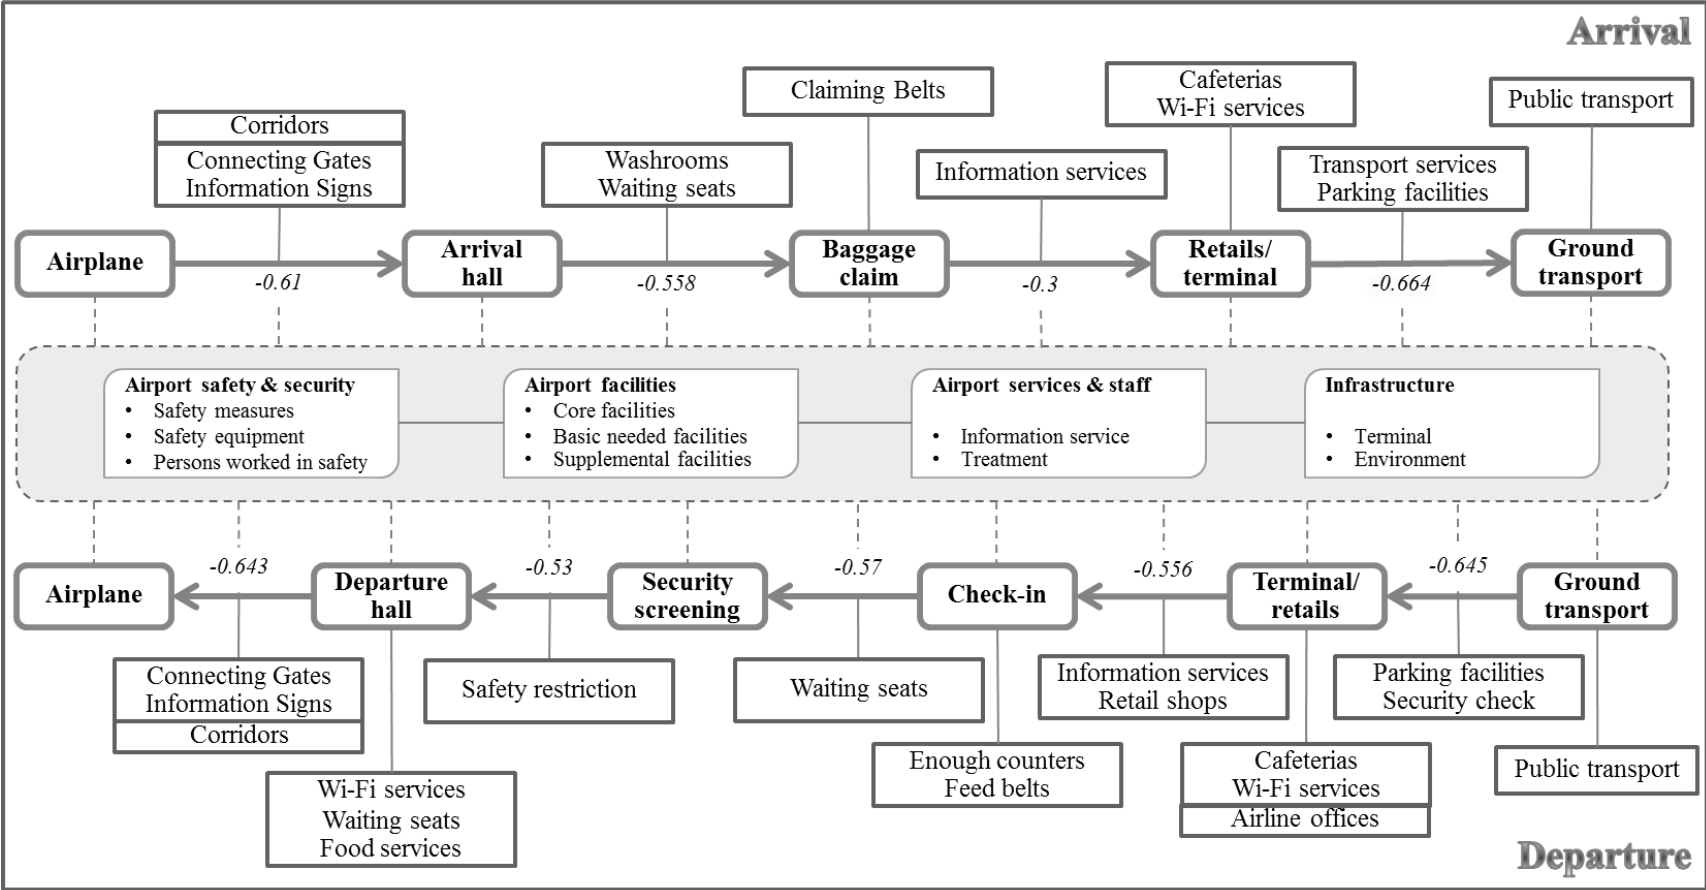 Arrival
Corridors
Connecting Gates
Information Signs
Washrooms
Waiting seats
Claiming Belts
Information services
Cafeterias
Wi-Fi services
Transport services
Parking facilities
Public transport
Airplane
-0.61
Arrival
hall
-0.558
Baggage
claim
-0.3
Retails/
terminal
-0.664
Ground
transport
Airport safety & security
• Safety measures
• Safety equipment
• Persons worked in safety
Airport facilities
• Core facilities
• Basic needed facilities
• Supplemental facilities
Airport services & staff
• Information service
• Treatment
Infrastructure
• Terminal
• Environment
Airplane
-0.643
Departure
hall
-0.53
Security
screening
-0.57
Check-in
-0.556
Terminal/
retails
-0.645
Ground
transport
Connecting Gates
Information Signs
Corridors
Wi-Fi services
Waiting seats
Food services
Safety restriction
Waiting seats
Enough counters
Feed belts
Information services
Retail shops
Cafeterias
Wi-Fi services
Airline offices
Parking facilities
Security check
Public transport
Departure